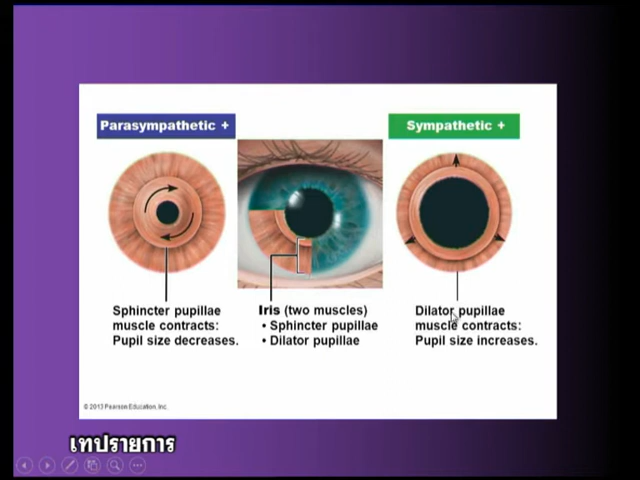 Parasympathetic +
Sympathetic +
Sphincter pupillae
muscle contracts:
Pupil size decreases.
Iris (two muscles)
• Sphincter pupillae
• Dilator pupillae
Dilator pupillae
muscle contracts:
Pupil size increases.
© 2013 Pearson Education, Inc.
เทปรายการ